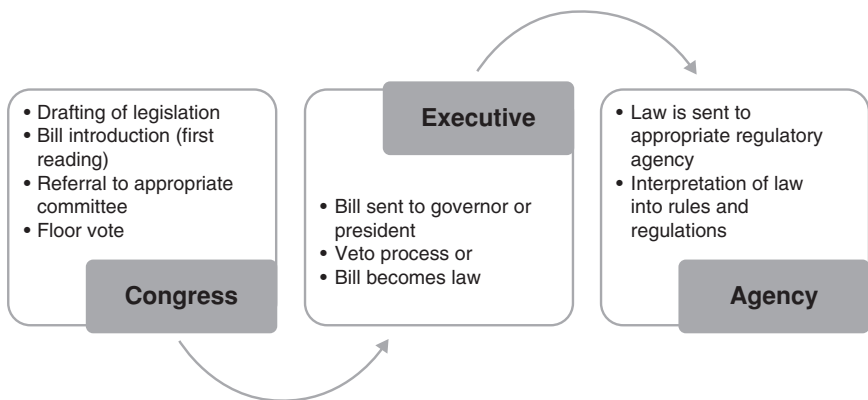 • Drafting of legislation
• Bill introduction (first
reading)
• Referral to appropriate
committee
• Floor vote
Congress
Executive
• Bill sent to governor or
president
• Veto process or
• Bill becomes law
• Law is sent to
appropriate regulatory
agency
• Interpretation of law
into rules and
regulations
Agency